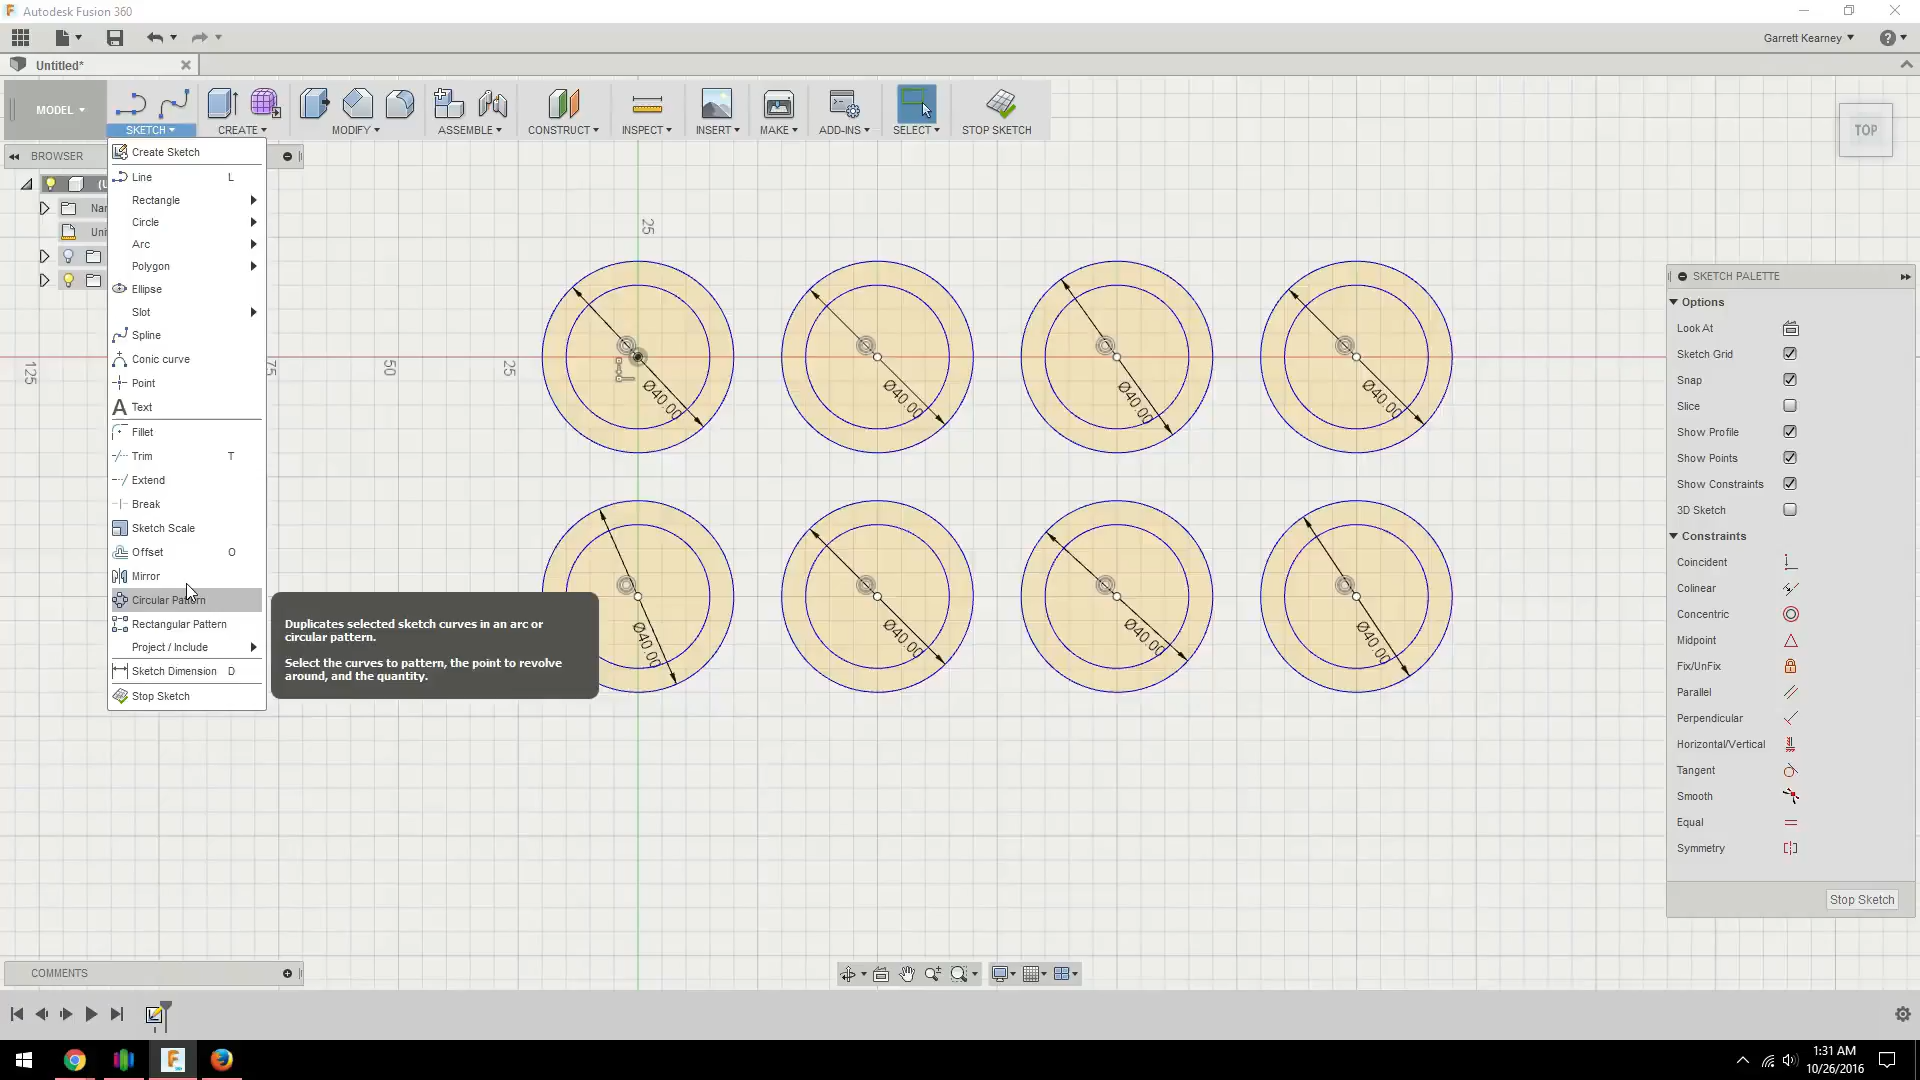 Autodesk Fusion 360
Garrett Kearney
Untitled*
MODEL
SKETCH
CREATE
MODIFY
ASSEMBLE
CONSTRUCT
INSPECT
INSERT
MAKE
ADD-INS
SELECT
STOP SKETCH
TOP
BROWSER
(U
Nar
Uni
Create Sketch
Line L
Rectangle
Circle
Arc
Polygon
Ellipse
Slot
Spline
Conic curve
Point
Text
Fillet
Trim T
Extend
Break
Sketch Scale
Offset O
Mirror
Circular Pattern
Rectangular Pattern
Project / Include
Sketch Dimension D
Stop Sketch
Duplicates selected sketch curves in an arc or
circular pattern.
Select the curves to pattern, the point to revolve
around, and the quantity.
25
125
75
50
25
Ø40.00
Ø40.00
Ø40.00
Ø40.00
Ø40.00
Ø40.00
Ø40.00
Ø40.00
SKETCH PALETTE
Options
Look At
Sketch Grid
Snap
Slice
Show Profile
Show Points
Show Constraints
3D Sketch
Constraints
Coincident
Colinear
Concentric
Midpoint
Fix/UnFix
Parallel
Perpendicular
Horizontal/Vertical
Tangent
Smooth
Equal
Symmetry
Stop Sketch
COMMENTS
1:31 AM
10/26/2016